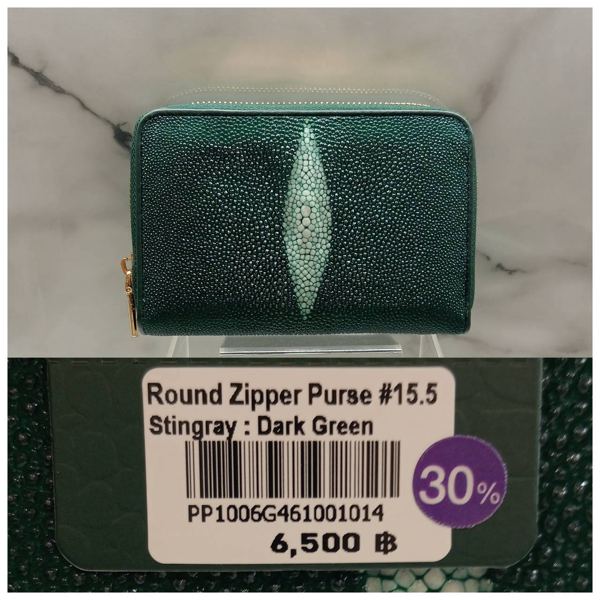 Round Zipper Purse #15.5
Stingray : Dark Green
30%
PP1006G461001014
6,500 ฿